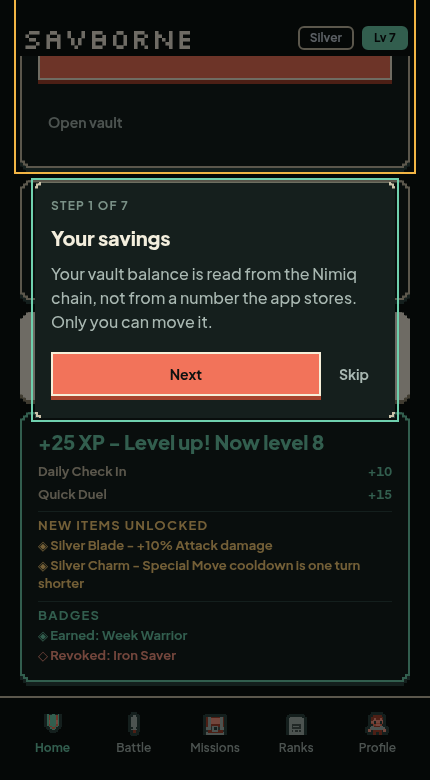 SAVBORNE
Silver
Lv 7
Open vault
STEP 1 OF 7
Your savings
Your vault balance is read from the Nimiq
chain, not from a number the app stores.
Only you can move it.
Next
Skip
+25 XP – Level up! Now level 8
Daily Check In +10
Quick Duel +15
NEW ITEMS UNLOCKED
◈ Silver Blade – +10% Attack damage
◈ Silver Charm – Special Move cooldown is one turn
shorter
BADGES
◈ Earned: Week Warrior
◇ Revoked: Iron Saver
Home
Battle
Missions
Ranks
Profile